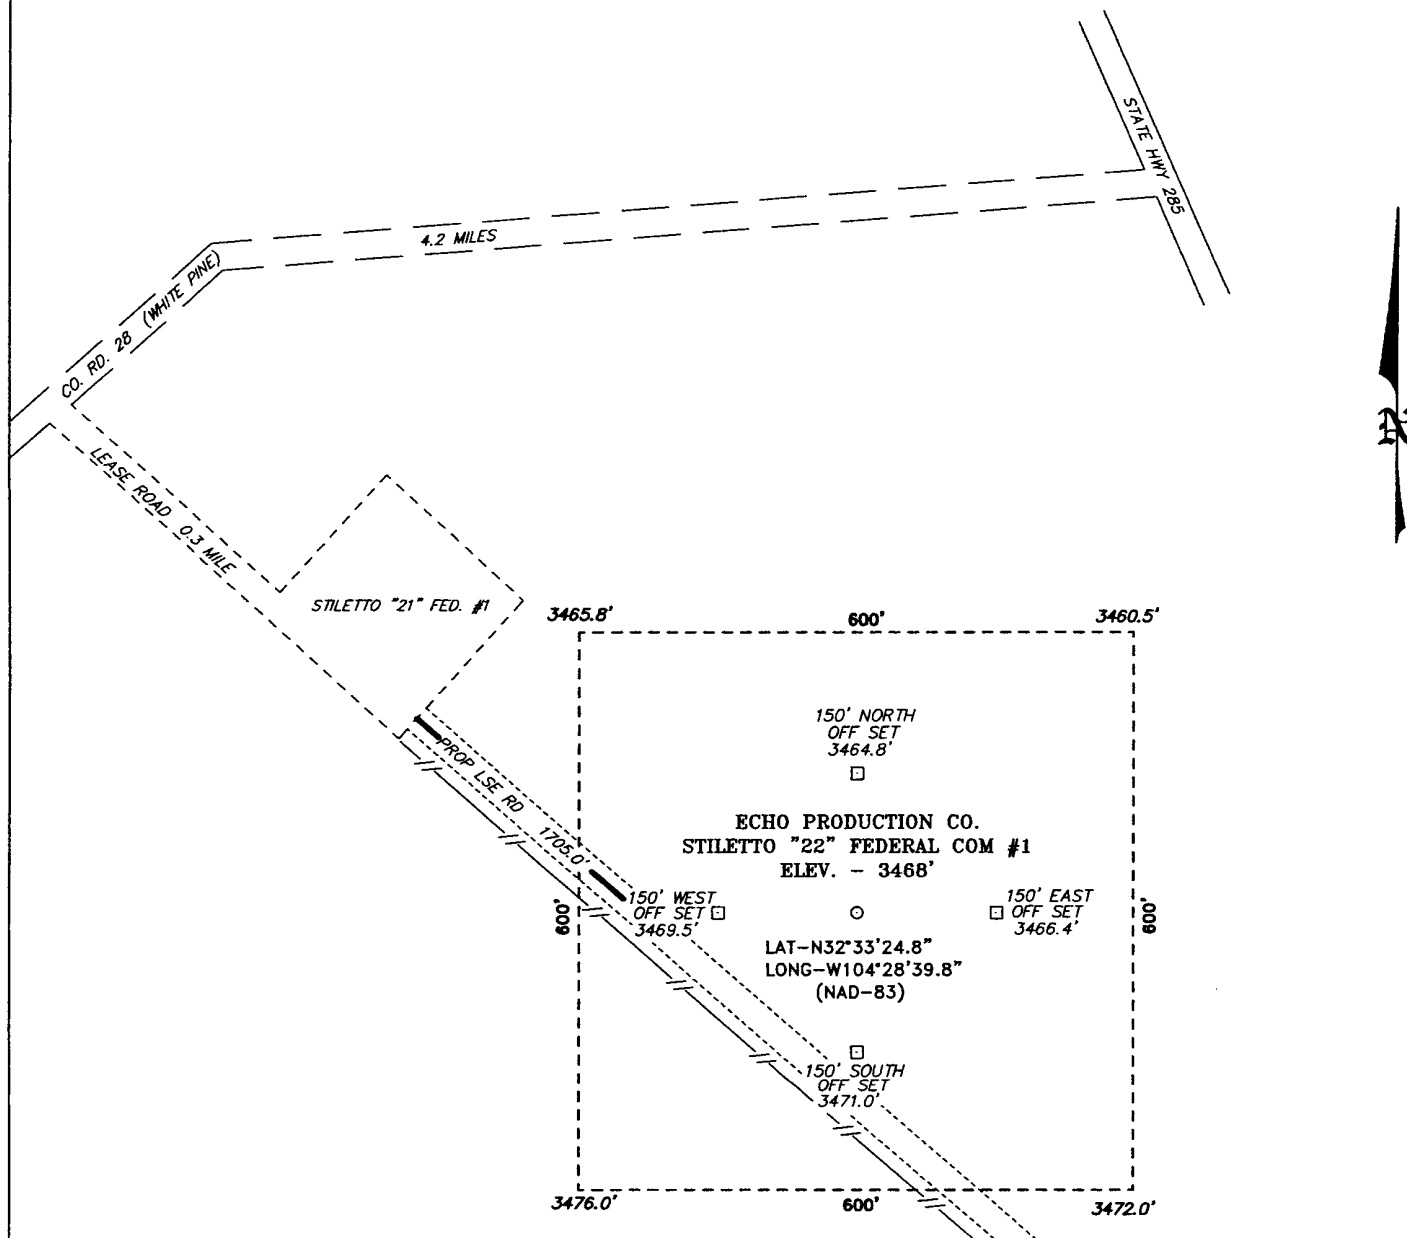 STATE HWY 285
4.2 MILES
CO. RD. 28 (WHITE PINE)
LEASE ROAD 0.3 MILE
STILETTO "21" FED. #1
PROP LSE RD 1705.0'
3465.8'
600'
3460.5'
150' NORTH
OFF SET
3464.8'
ECHO PRODUCTION CO.
STILETTO "22" FEDERAL COM #1
ELEV. - 3468'
600'
150' WEST
OFF SET
3469.5'
150' EAST
OFF SET
3466.4'
600'
LAT-N32°33'24.8"
LONG-W104°28'39.8"
(NAD-83)
150' SOUTH
OFF SET
3471.0'
3476.0'
600'
3472.0'
N